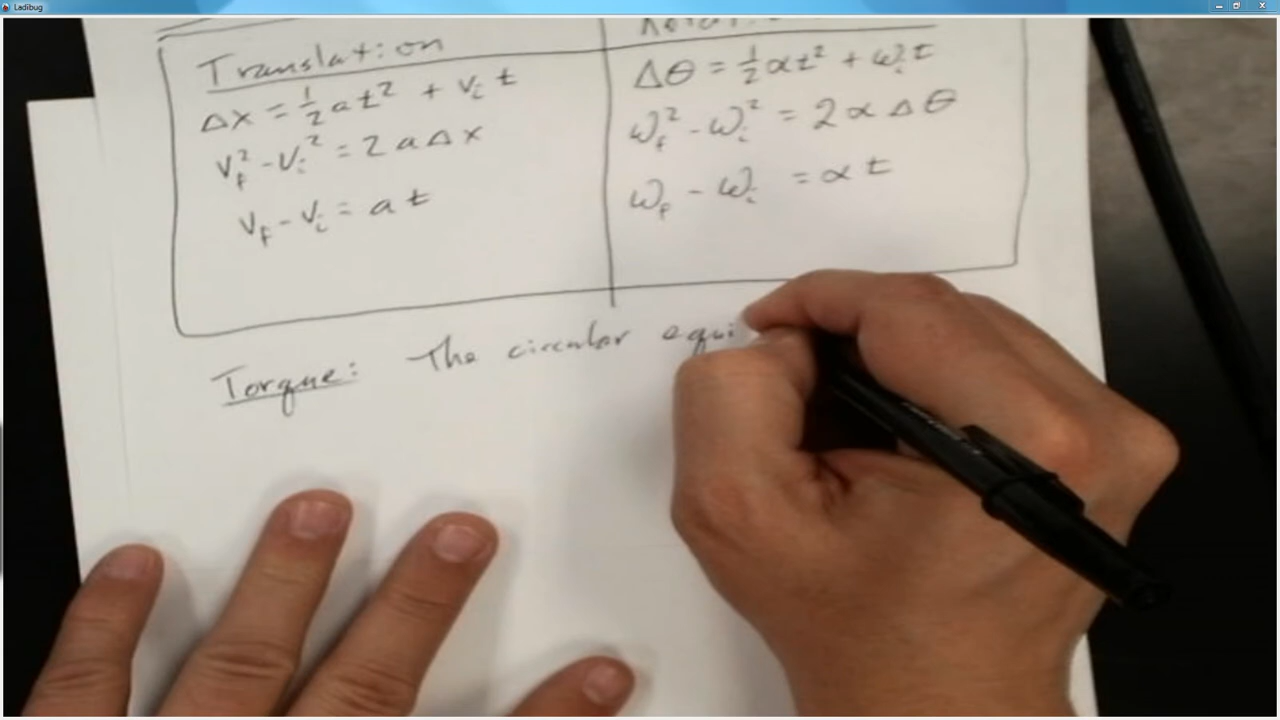 Ladibug
Translation
Δx = ½at² + vᵢt
v_f² - vᵢ² = 2aΔx
v_f - vᵢ = at
Δθ = ½αt² + ωᵢt
ω_f² - ωᵢ² = 2αΔθ
ω_f - ωᵢ = αt
Torque: The circular equi